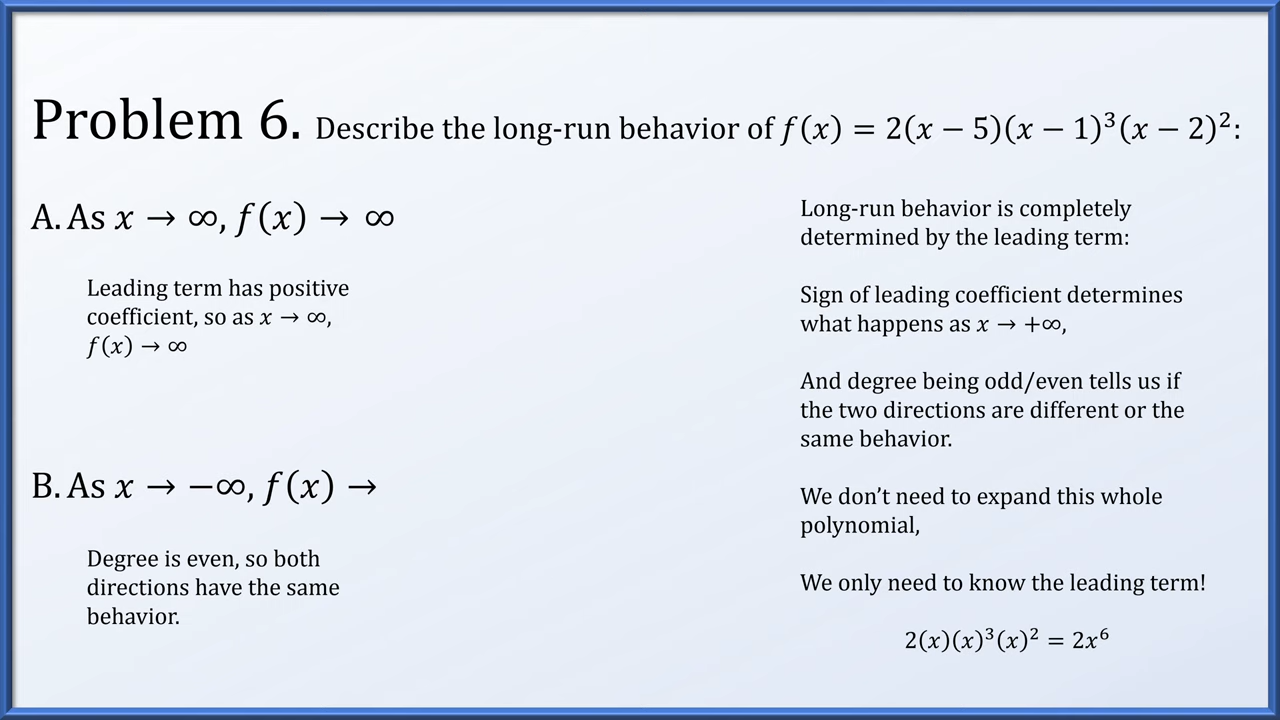 Problem 6. Describe the long-run behavior of f(x) = 2(x − 5)(x − 1)³(x − 2)²:
A. As x → ∞, f(x) → ∞
Leading term has positive
coefficient, so as x → ∞,
f(x) → ∞
B. As x → −∞, f(x) →
Degree is even, so both
directions have the same
behavior.
Long-run behavior is completely
determined by the leading term:
Sign of leading coefficient determines
what happens as x → +∞,
And degree being odd/even tells us if
the two directions are different or the
same behavior.
We don’t need to expand this whole
polynomial,
We only need to know the leading term!
2(x)(x)³(x)² = 2x⁶